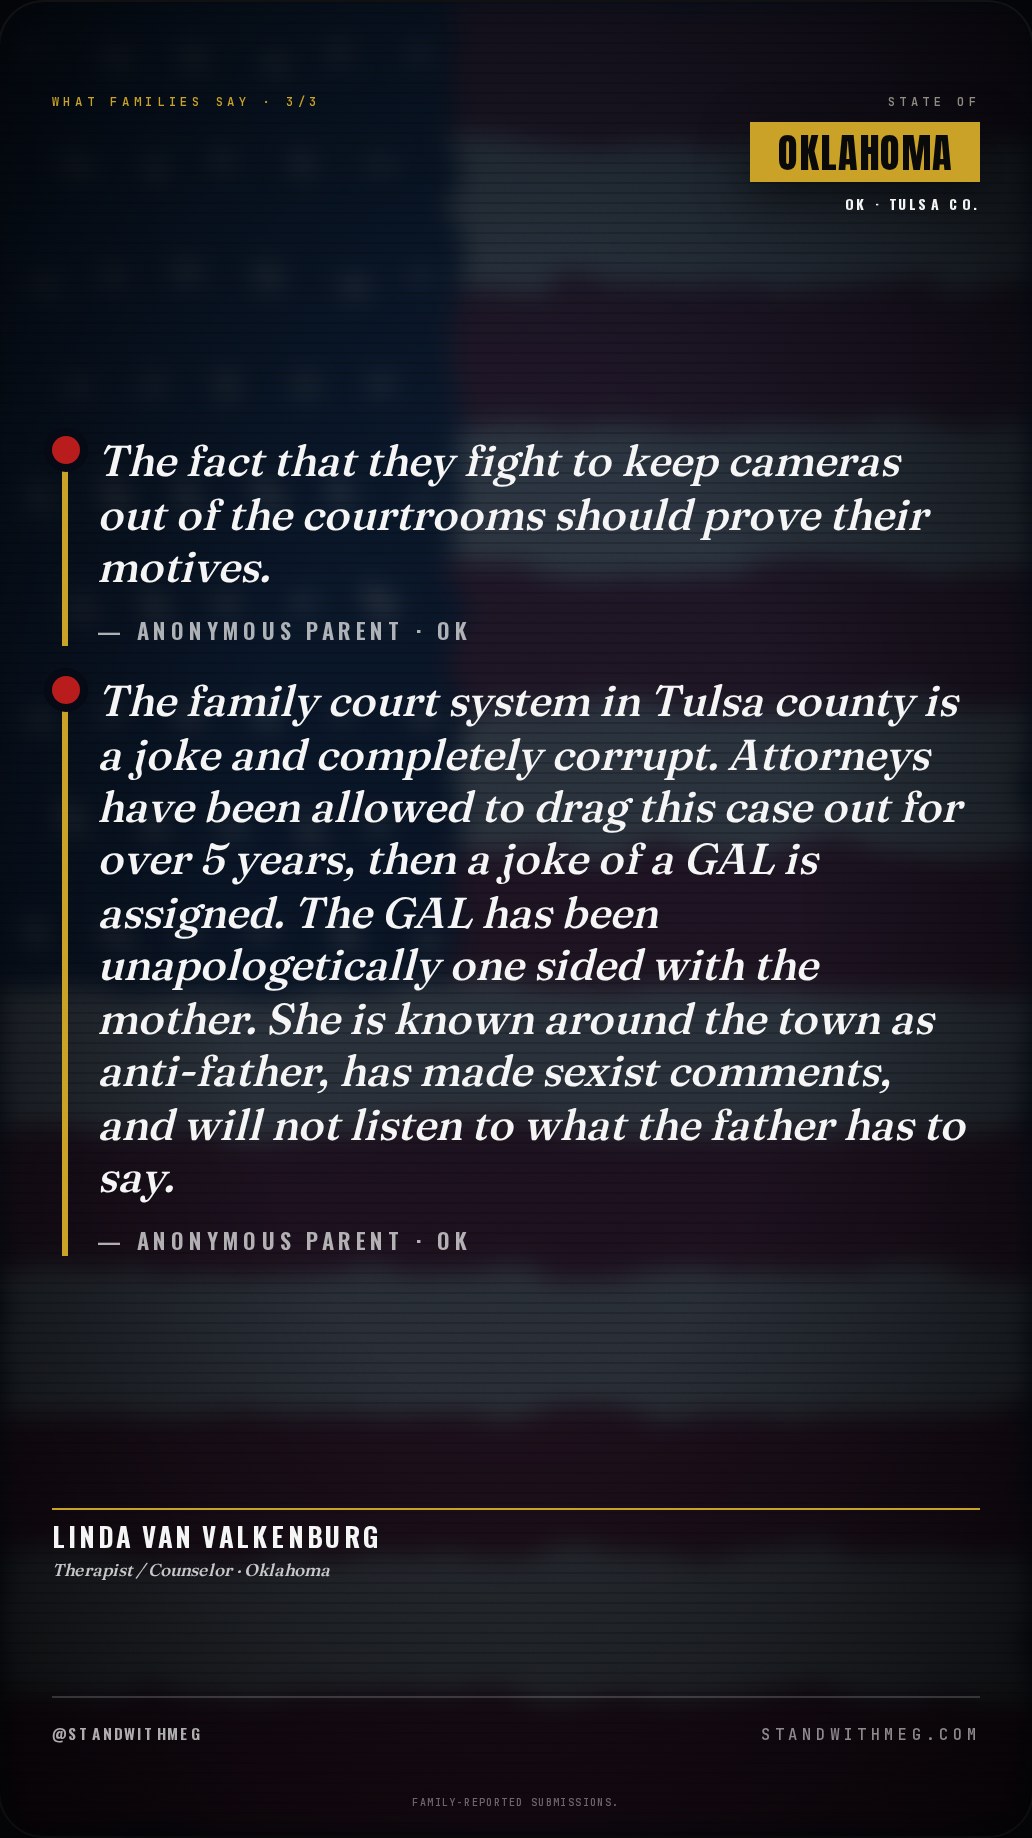 WHAT FAMILIES SAY · 3/3
STATE OF
OKLAHOMA
OK · TULSA CO.
The fact that they fight to keep cameras
out of the courtrooms should prove their
motives.
— ANONYMOUS PARENT · OK
The family court system in Tulsa county is
a joke and completely corrupt. Attorneys
have been allowed to drag this case out for
over 5 years, then a joke of a GAL is
assigned. The GAL has been
unapologetically one sided with the
mother. She is known around the town as
anti-father, has made sexist comments,
and will not listen to what the father has to
say.
— ANONYMOUS PARENT · OK
LINDA VAN VALKENBURG
Therapist / Counselor · Oklahoma
@STANDWITHMEG
STANDWITHMEG.COM
FAMILY-REPORTED SUBMISSIONS.